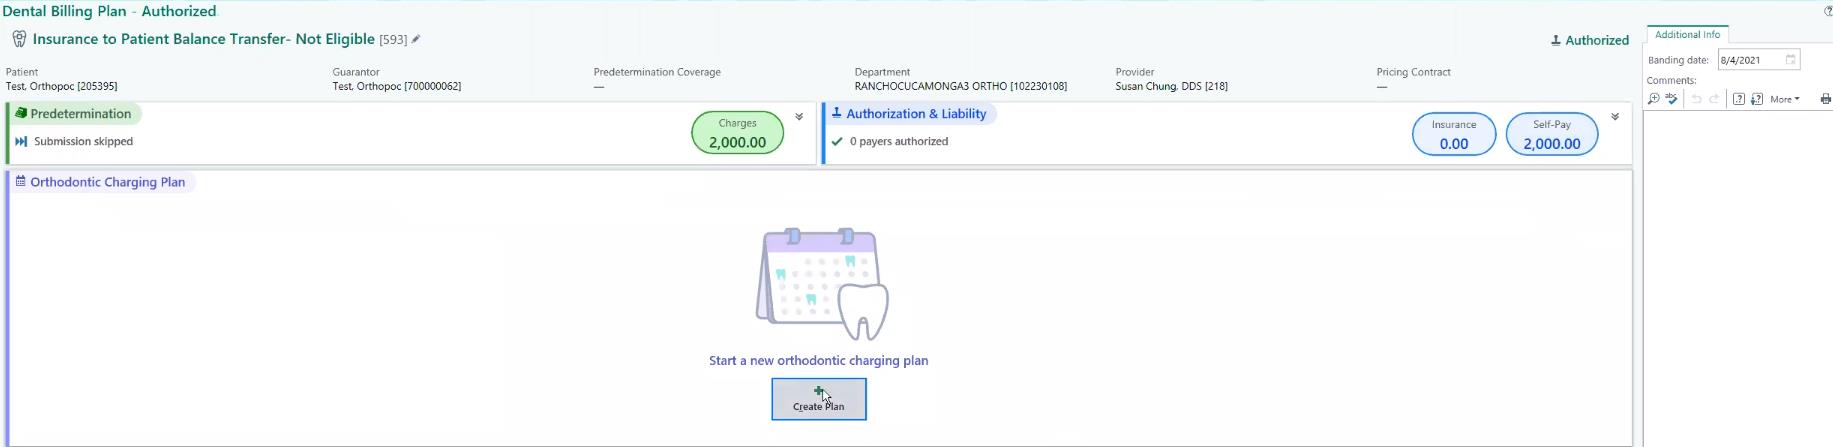 Dental Billing Plan - Authorized
Insurance to Patient Balance Transfer- Not Eligible [593]
Authorized
Patient
Test, Orthopoc [205395]
Guarantor
Test, Orthopoc [700000062]
Predetermination Coverage
—
Department
RANCHOCUCAMONGA3 ORTHO [102230108]
Provider
Susan Chung, DDS [218]
Pricing Contract
—
Predetermination
Submission skipped
Charges
2,000.00
Authorization & Liability
0 payers authorized
Insurance
0.00
Self-Pay
2,000.00
Orthodontic Charging Plan
Start a new orthodontic charging plan
Create Plan
Additional Info
Banding date: 8/4/2021
Comments:
More